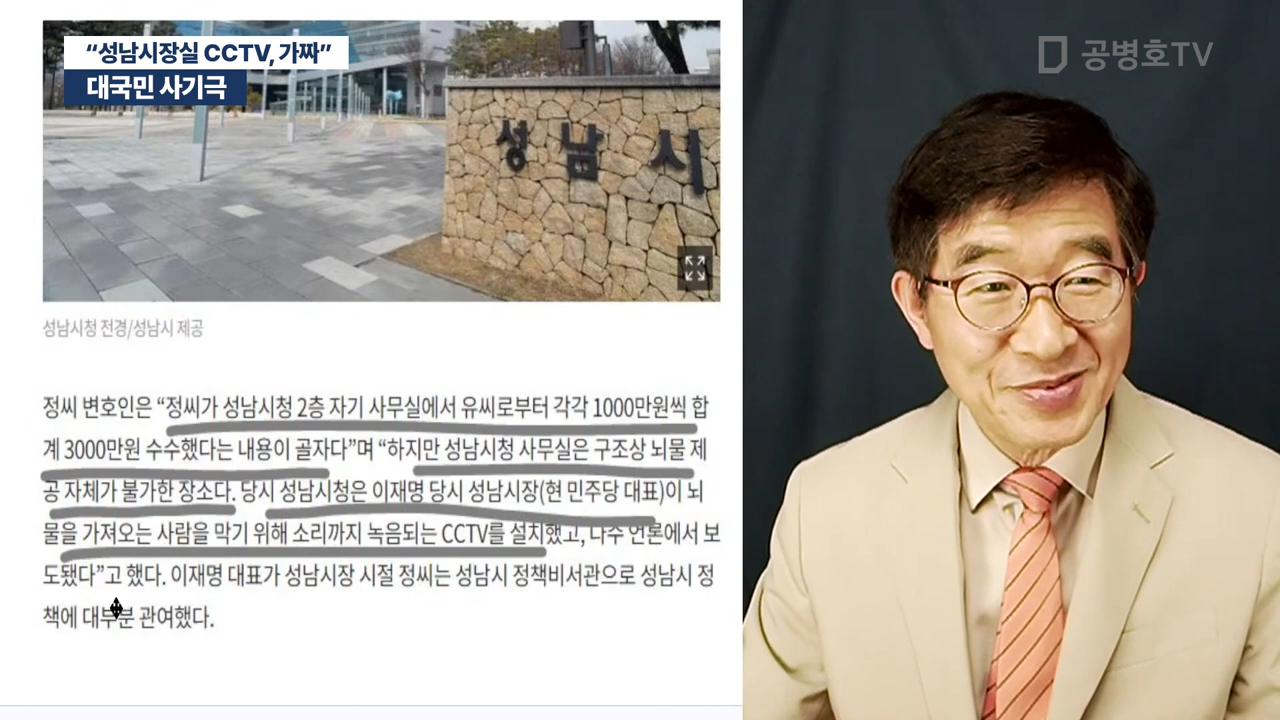 “성남시장실 CCTV, 가짜”
대국민 사기극
공병호TV
성남시
성남시청 전경/성남시 제공
정씨 변호인은 “정씨가 성남시청 2층 자기 사무실에서 유씨로부터 각각 1000만원씩 합
계 3000만원 수수했다는 내용이 골자다”며 “하지만 성남시청 사무실은 구조상 뇌물 제
공 자체가 불가한 장소다. 당시 성남시청은 이재명 당시 성남시장(현 민주당 대표)이 뇌
물을 가져오는 사람을 막기 위해 소리까지 녹음되는 CCTV를 설치했고, 다수 언론에서 보
도됐다”고 했다. 이재명 대표가 성남시장 시절 정씨는 성남시 정책비서관으로 성남시 정
책에 대부분 관여했다.